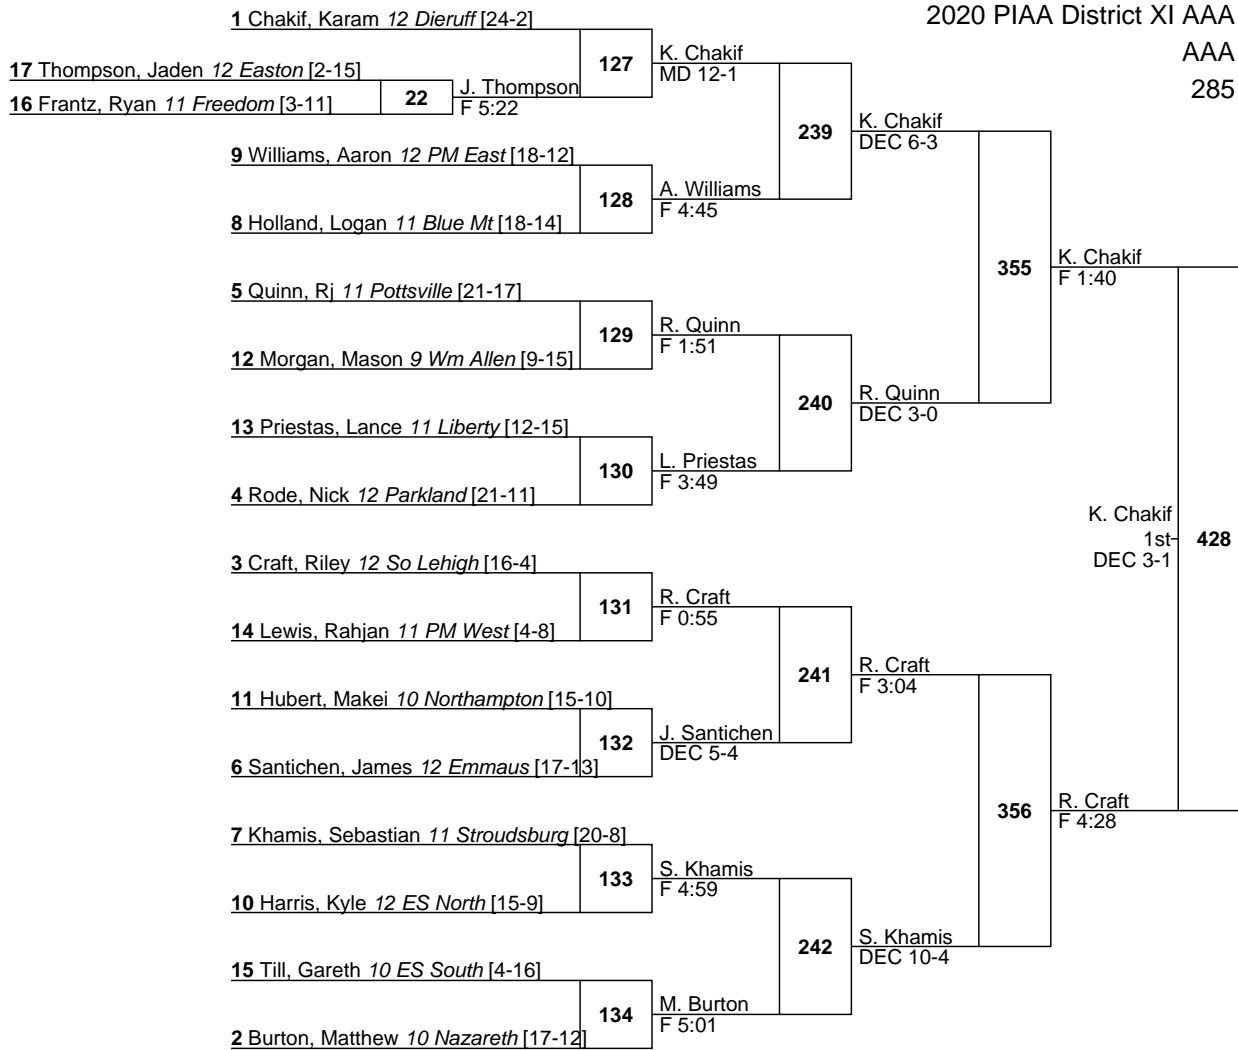 2020 PIAA District XI AAA
AAA
285
1 Chakif, Karam 12 Dieruff [24-2]
17 Thompson, Jaden 12 Easton [2-15]
16 Frantz, Ryan 11 Freedom [3-11]
22
J. Thompson
F 5:22
127
K. Chakif
MD 12-1
9 Williams, Aaron 12 PM East [18-12]
8 Holland, Logan 11 Blue Mt [18-14]
128
A. Williams
F 4:45
239
K. Chakif
DEC 6-3
5 Quinn, Rj 11 Pottsville [21-17]
12 Morgan, Mason 9 Wm Allen [9-15]
129
R. Quinn
F 1:51
13 Priestas, Lance 11 Liberty [12-15]
4 Rode, Nick 12 Parkland [21-11]
130
L. Priestas
F 3:49
240
R. Quinn
DEC 3-0
355
K. Chakif
F 1:40
3 Craft, Riley 12 So Lehigh [16-4]
14 Lewis, Rahjan 11 PM West [4-8]
131
R. Craft
F 0:55
11 Hubert, Makei 10 Northampton [15-10]
6 Santichen, James 12 Emmaus [17-13]
132
J. Santichen
DEC 5-4
241
R. Craft
F 3:04
7 Khamis, Sebastian 11 Stroudsburg [20-8]
10 Harris, Kyle 12 ES North [15-9]
133
S. Khamis
F 4:59
15 Till, Gareth 10 ES South [4-16]
2 Burton, Matthew 10 Nazareth [17-12]
134
M. Burton
F 5:01
242
S. Khamis
DEC 10-4
356
R. Craft
F 4:28
K. Chakif
1st
DEC 3-1
428